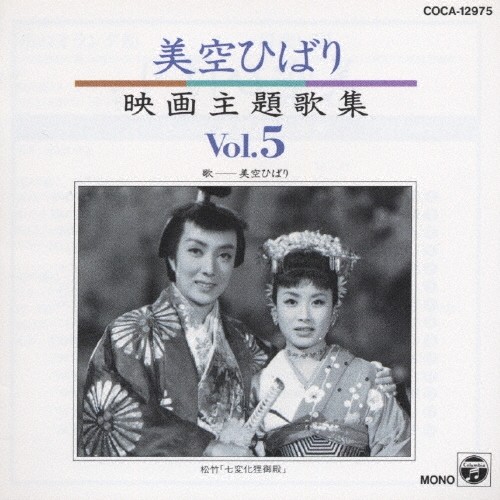 COCA-12975
美空ひばり
映画主題歌集
Vol.5
歌──美空ひばり
松竹「七変化狸御殿」
MONO
Columbia